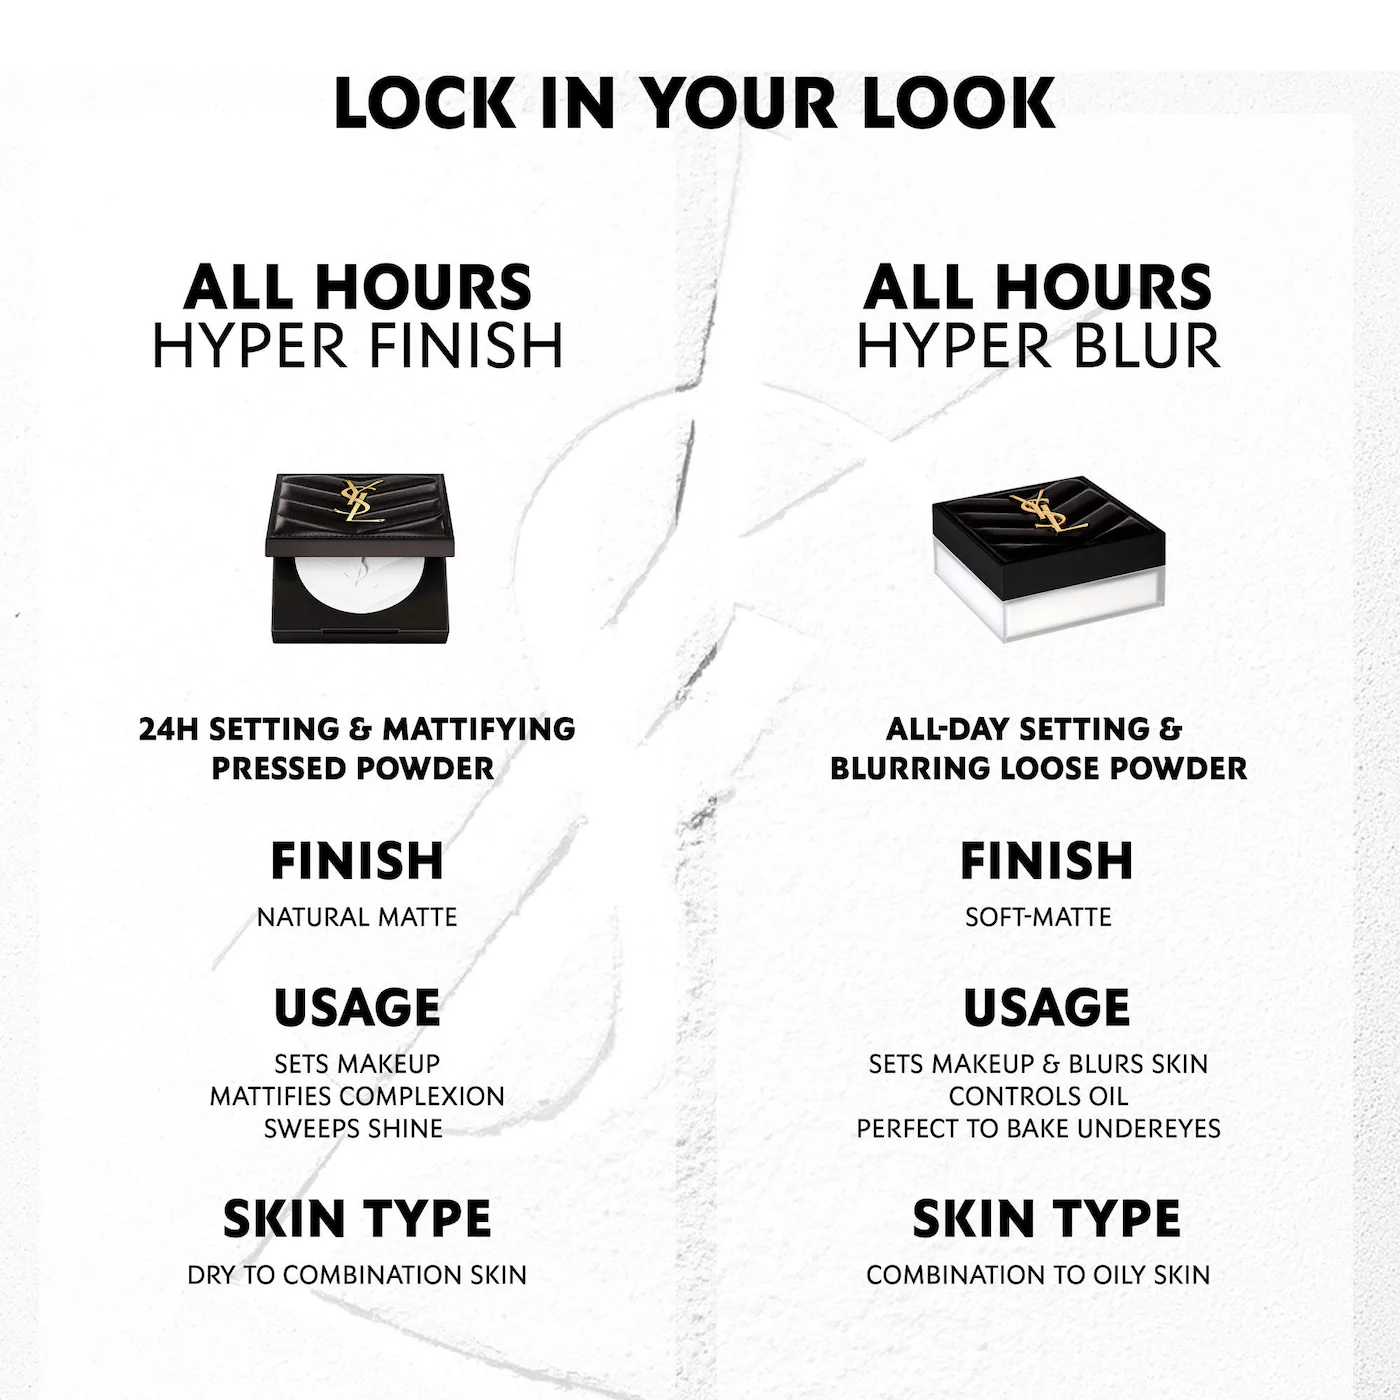 LOCK IN YOUR LOOK
ALL HOURS
HYPER FINISH
YSL
24H SETTING & MATTIFYING
PRESSED POWDER
FINISH
NATURAL MATTE
USAGE
SETS MAKEUP
MATTIFIES COMPLEXION
SWEEPS SHINE
SKIN TYPE
DRY TO COMBINATION SKIN
ALL HOURS
HYPER BLUR
YSL
ALL-DAY SETTING &
BLURRING LOOSE POWDER
FINISH
SOFT-MATTE
USAGE
SETS MAKEUP & BLURS SKIN
CONTROLS OIL
PERFECT TO BAKE UNDEREYES
SKIN TYPE
COMBINATION TO OILY SKIN